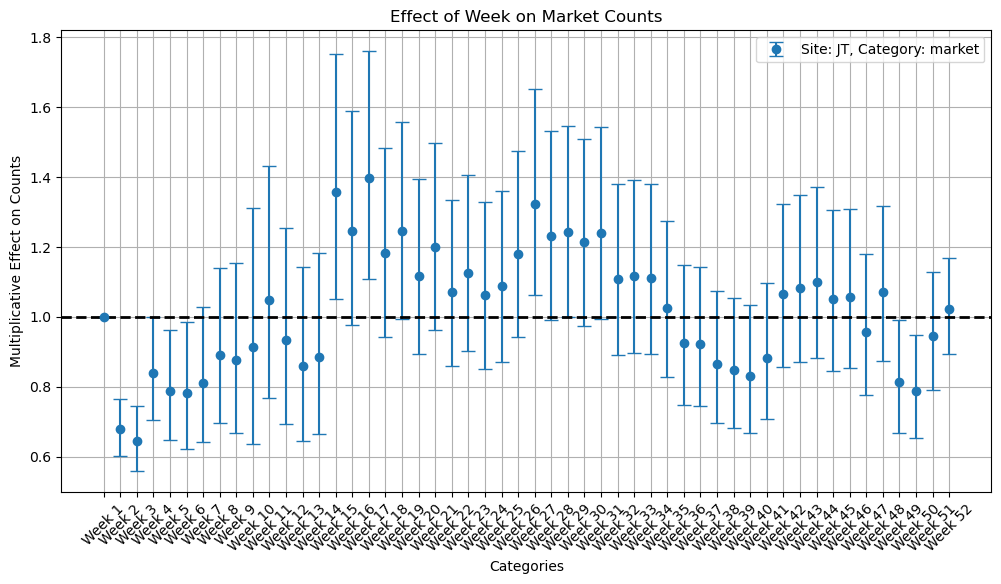 Effect of Week on Market Counts
Site: JT, Category: market
Multiplicative Effect on Counts
1.8
1.6
1.4
1.2
1.0
0.8
0.6
Week 1
Week 2
Week 3
Week 4
Week 5
Week 6
Week 7
Week 8
Week 9
Week 10
Week 11
Week 12
Week 13
Week 14
Week 15
Week 16
Week 17
Week 18
Week 19
Week 20
Week 21
Week 22
Week 23
Week 24
Week 25
Week 26
Week 27
Week 28
Week 29
Week 30
Week 31
Week 32
Week 33
Week 34
Week 35
Week 36
Week 37
Week 38
Week 39
Week 40
Week 41
Week 42
Week 43
Week 44
Week 45
Week 46
Week 47
Week 48
Week 49
Week 50
Week 51
Week 52
Categories